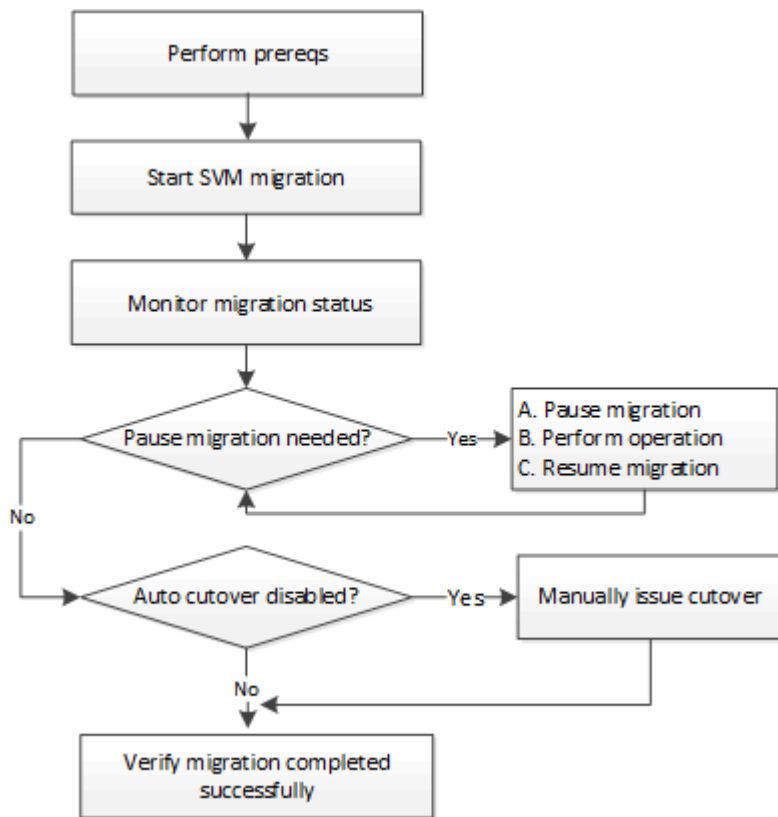 Perform prereqs
Start SVM migration
Monitor migration status
Pause migration needed?
Yes
A. Pause migration
B. Perform operation
C. Resume migration
No
Auto cutover disabled?
Yes
Manually issue cutover
No
Verify migration completed
successfully